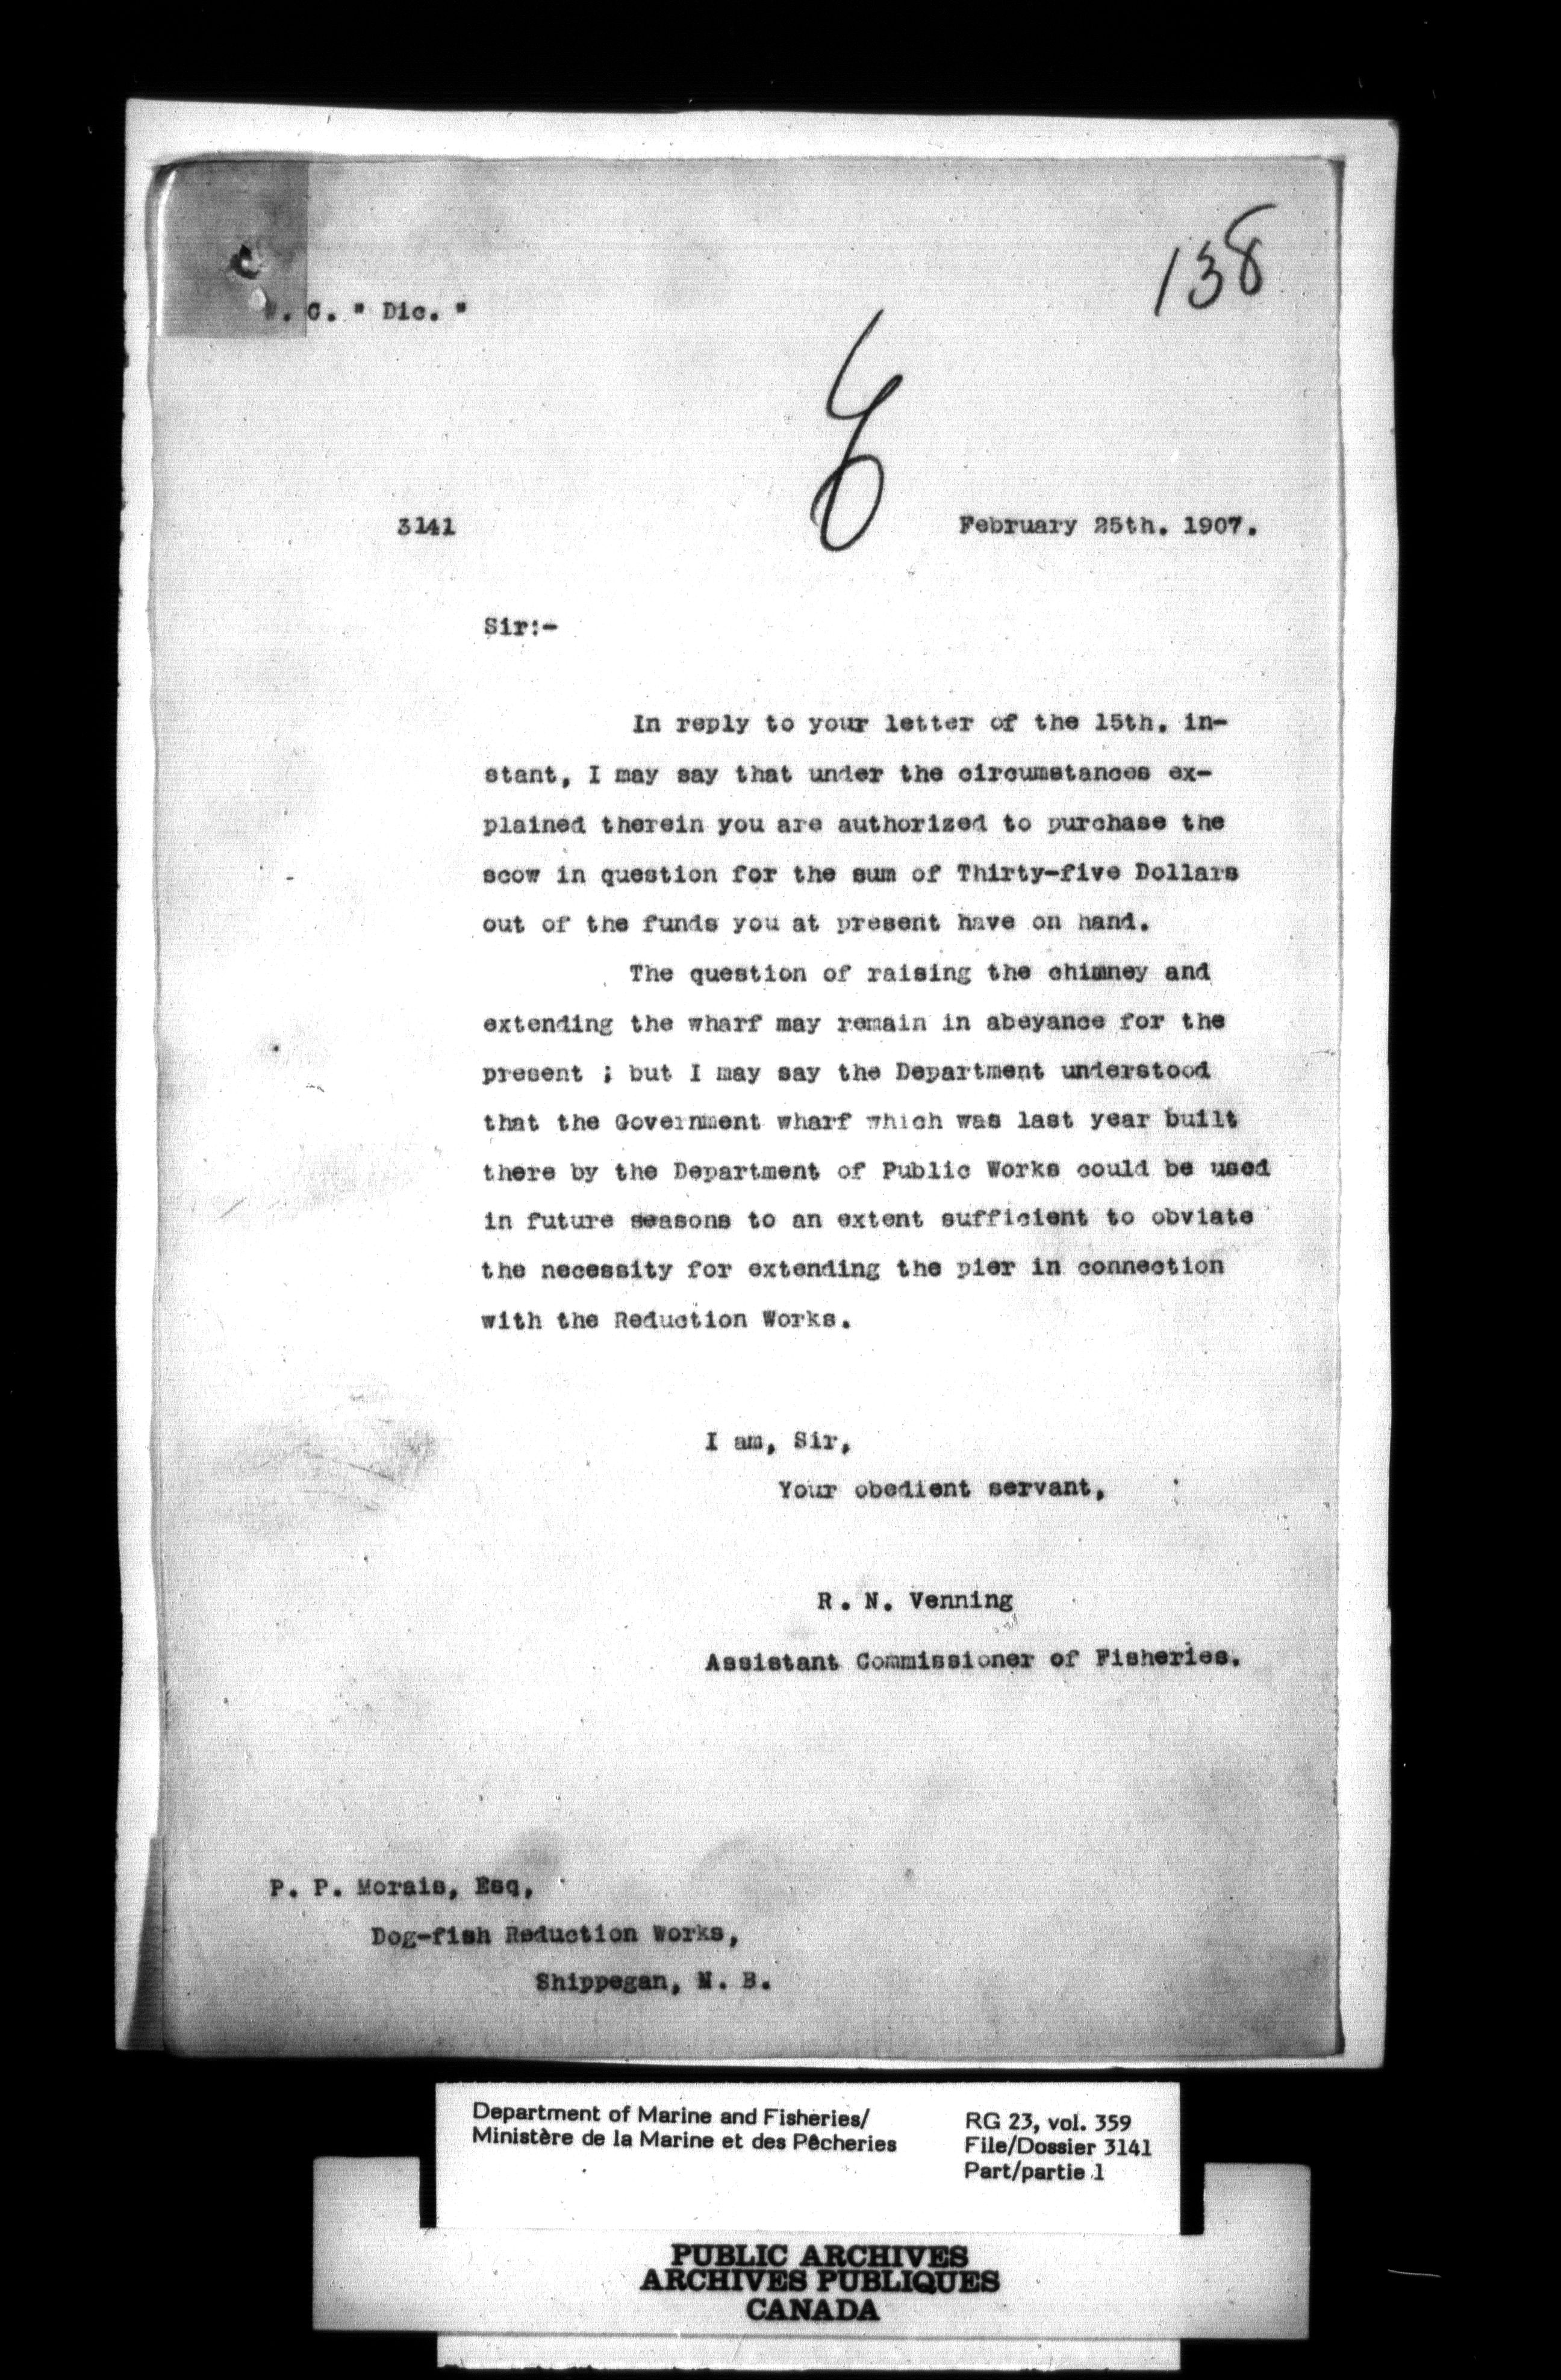 138
C. " Dic. "
3141
February 25th. 1907.
Sir:-
In reply to your letter of the 15th. in-
stant, I may say that under the circumstances ex-
plained therein you are authorized to purchase the
scow in question for the sum of Thirty-five Dollars
out of the funds you at present have on hand.
The question of raising the chimney and
extending the wharf may remain in abeyance for the
present ; but I may say the Department understood
that the Government wharf which was last year built
there by the Department of Public Works could be used
in future seasons to an extent sufficient to obviate
the necessity for extending the pier in connection
with the Reduction Works.
I am, Sir,
Your obedient servant,
R. N. Venning
Assistant Commissioner of Fisheries.
P. P. Morais, Esq,
Dog-fish Reduction Works,
Shippegan, N. B.
Department of Marine and Fisheries/
Ministère de la Marine et des Pêcheries
RG 23, vol. 359
File/Dossier 3141
Part/partie 1
PUBLIC ARCHIVES
ARCHIVES PUBLIQUES
CANADA